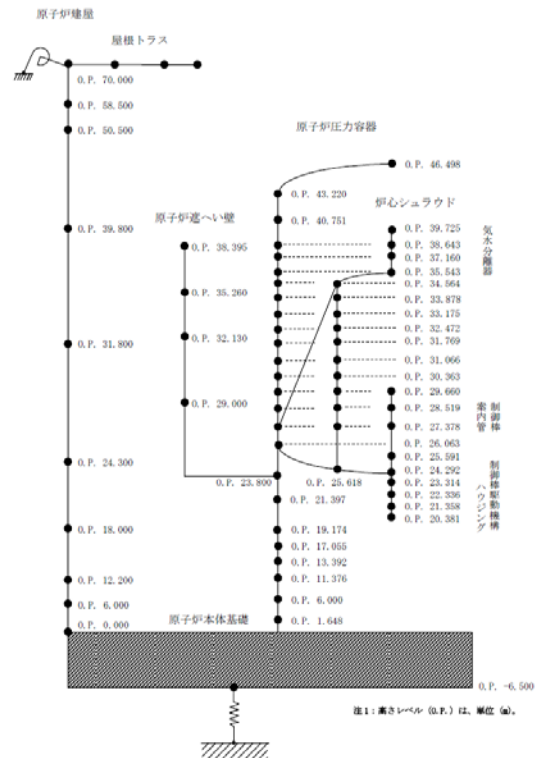 原子炉建屋
屋根トラス
O.P. 70.000
O.P. 58.500
O.P. 50.500
O.P. 39.800
O.P. 31.800
O.P. 24.300
O.P. 18.000
O.P. 12.200
O.P. 6.000
O.P. 0.000
原子炉遮へい壁
O.P. 38.395
O.P. 35.260
O.P. 32.130
O.P. 29.000
O.P. 23.800
原子炉圧力容器
O.P. 46.498
O.P. 43.220
O.P. 40.751
炉心シュラウド
O.P. 39.725
O.P. 38.643
O.P. 37.160
O.P. 35.543
O.P. 34.564
O.P. 33.878
O.P. 33.175
O.P. 32.472
O.P. 31.769
O.P. 31.066
O.P. 30.363
O.P. 29.660
O.P. 28.519
O.P. 27.378
O.P. 26.063
O.P. 25.591
O.P. 25.618
O.P. 24.292
O.P. 23.314
O.P. 22.336
O.P. 21.358
O.P. 20.381
気水分離器
制御棒
案内管
制御棒駆動機構
ハウジング
O.P. 21.397
O.P. 19.174
O.P. 17.055
O.P. 13.392
O.P. 11.376
O.P. 6.000
O.P. 1.648
原子炉本体基礎
O.P. -6.500
注1：高さレベル（O.P.）は、単位（m）。